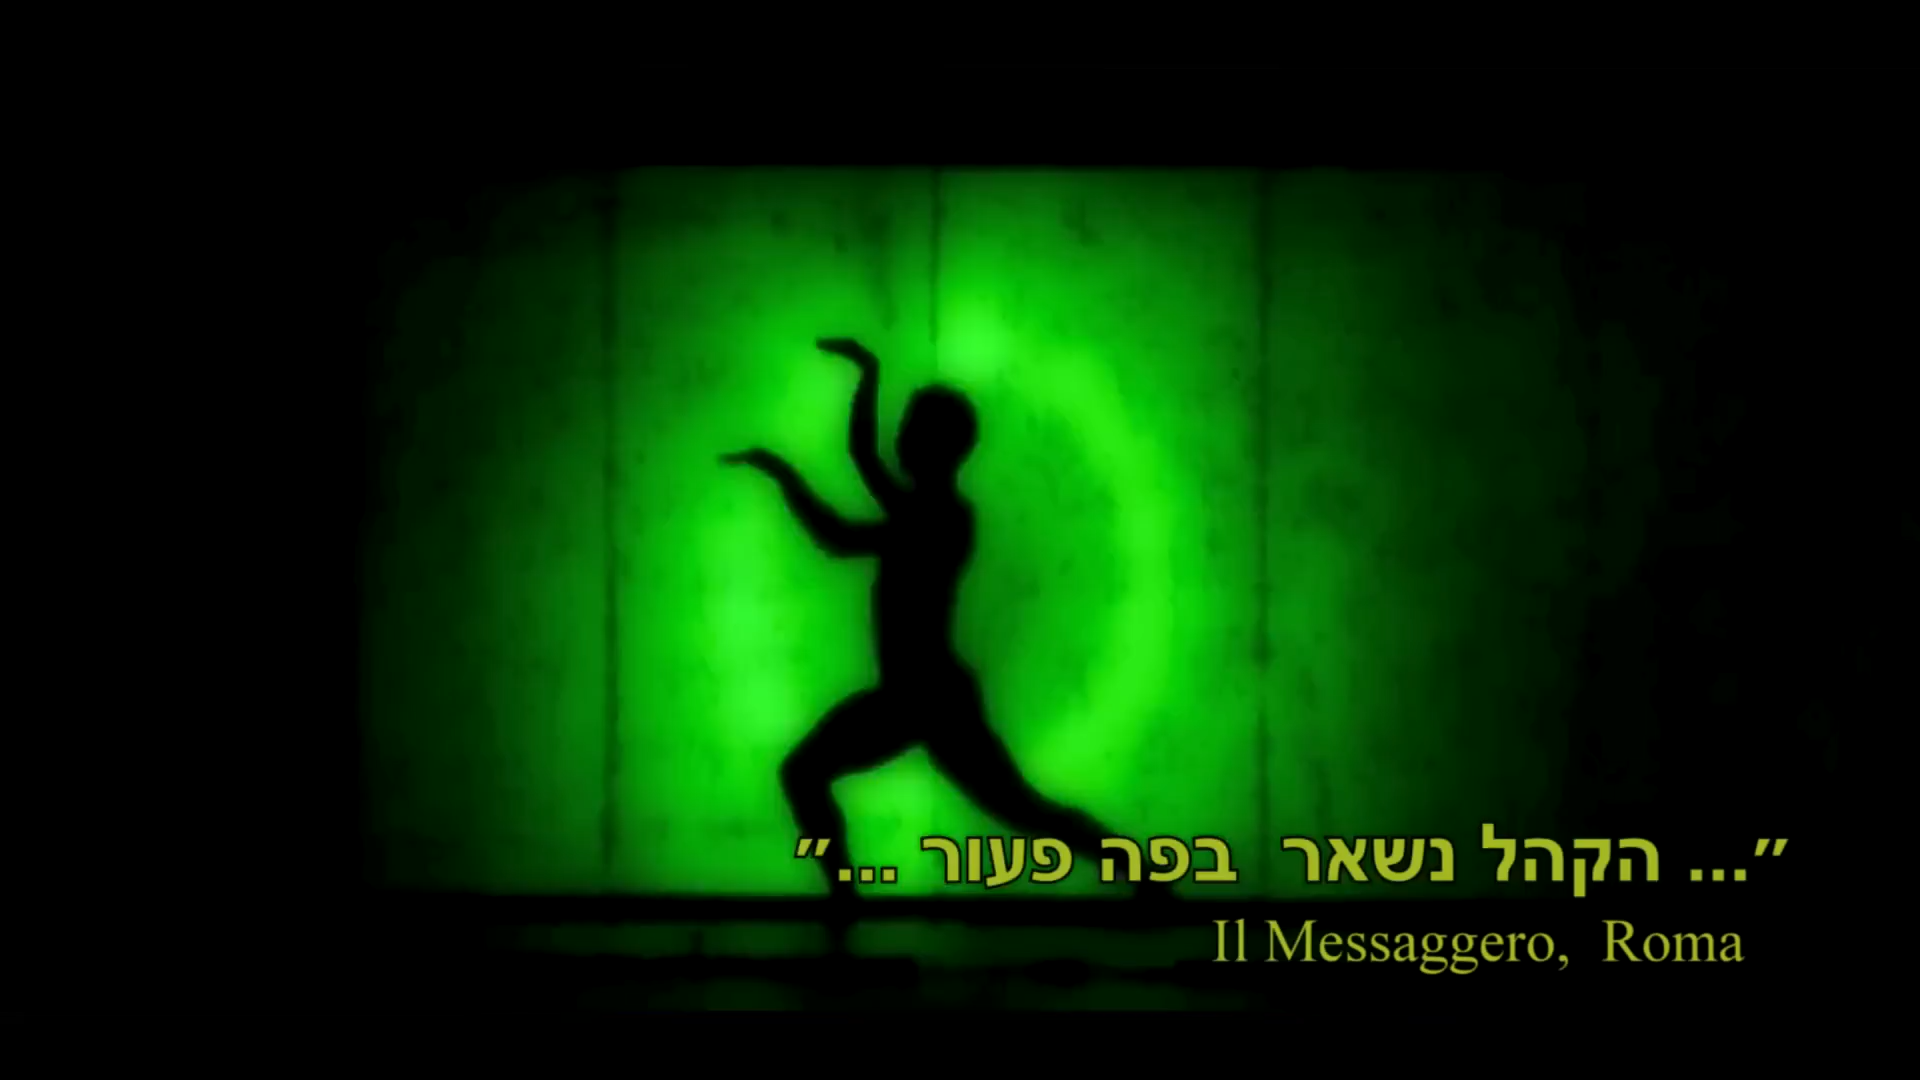 "... הקהל נשאר בפה פעור ..."
Il Messaggero, Roma